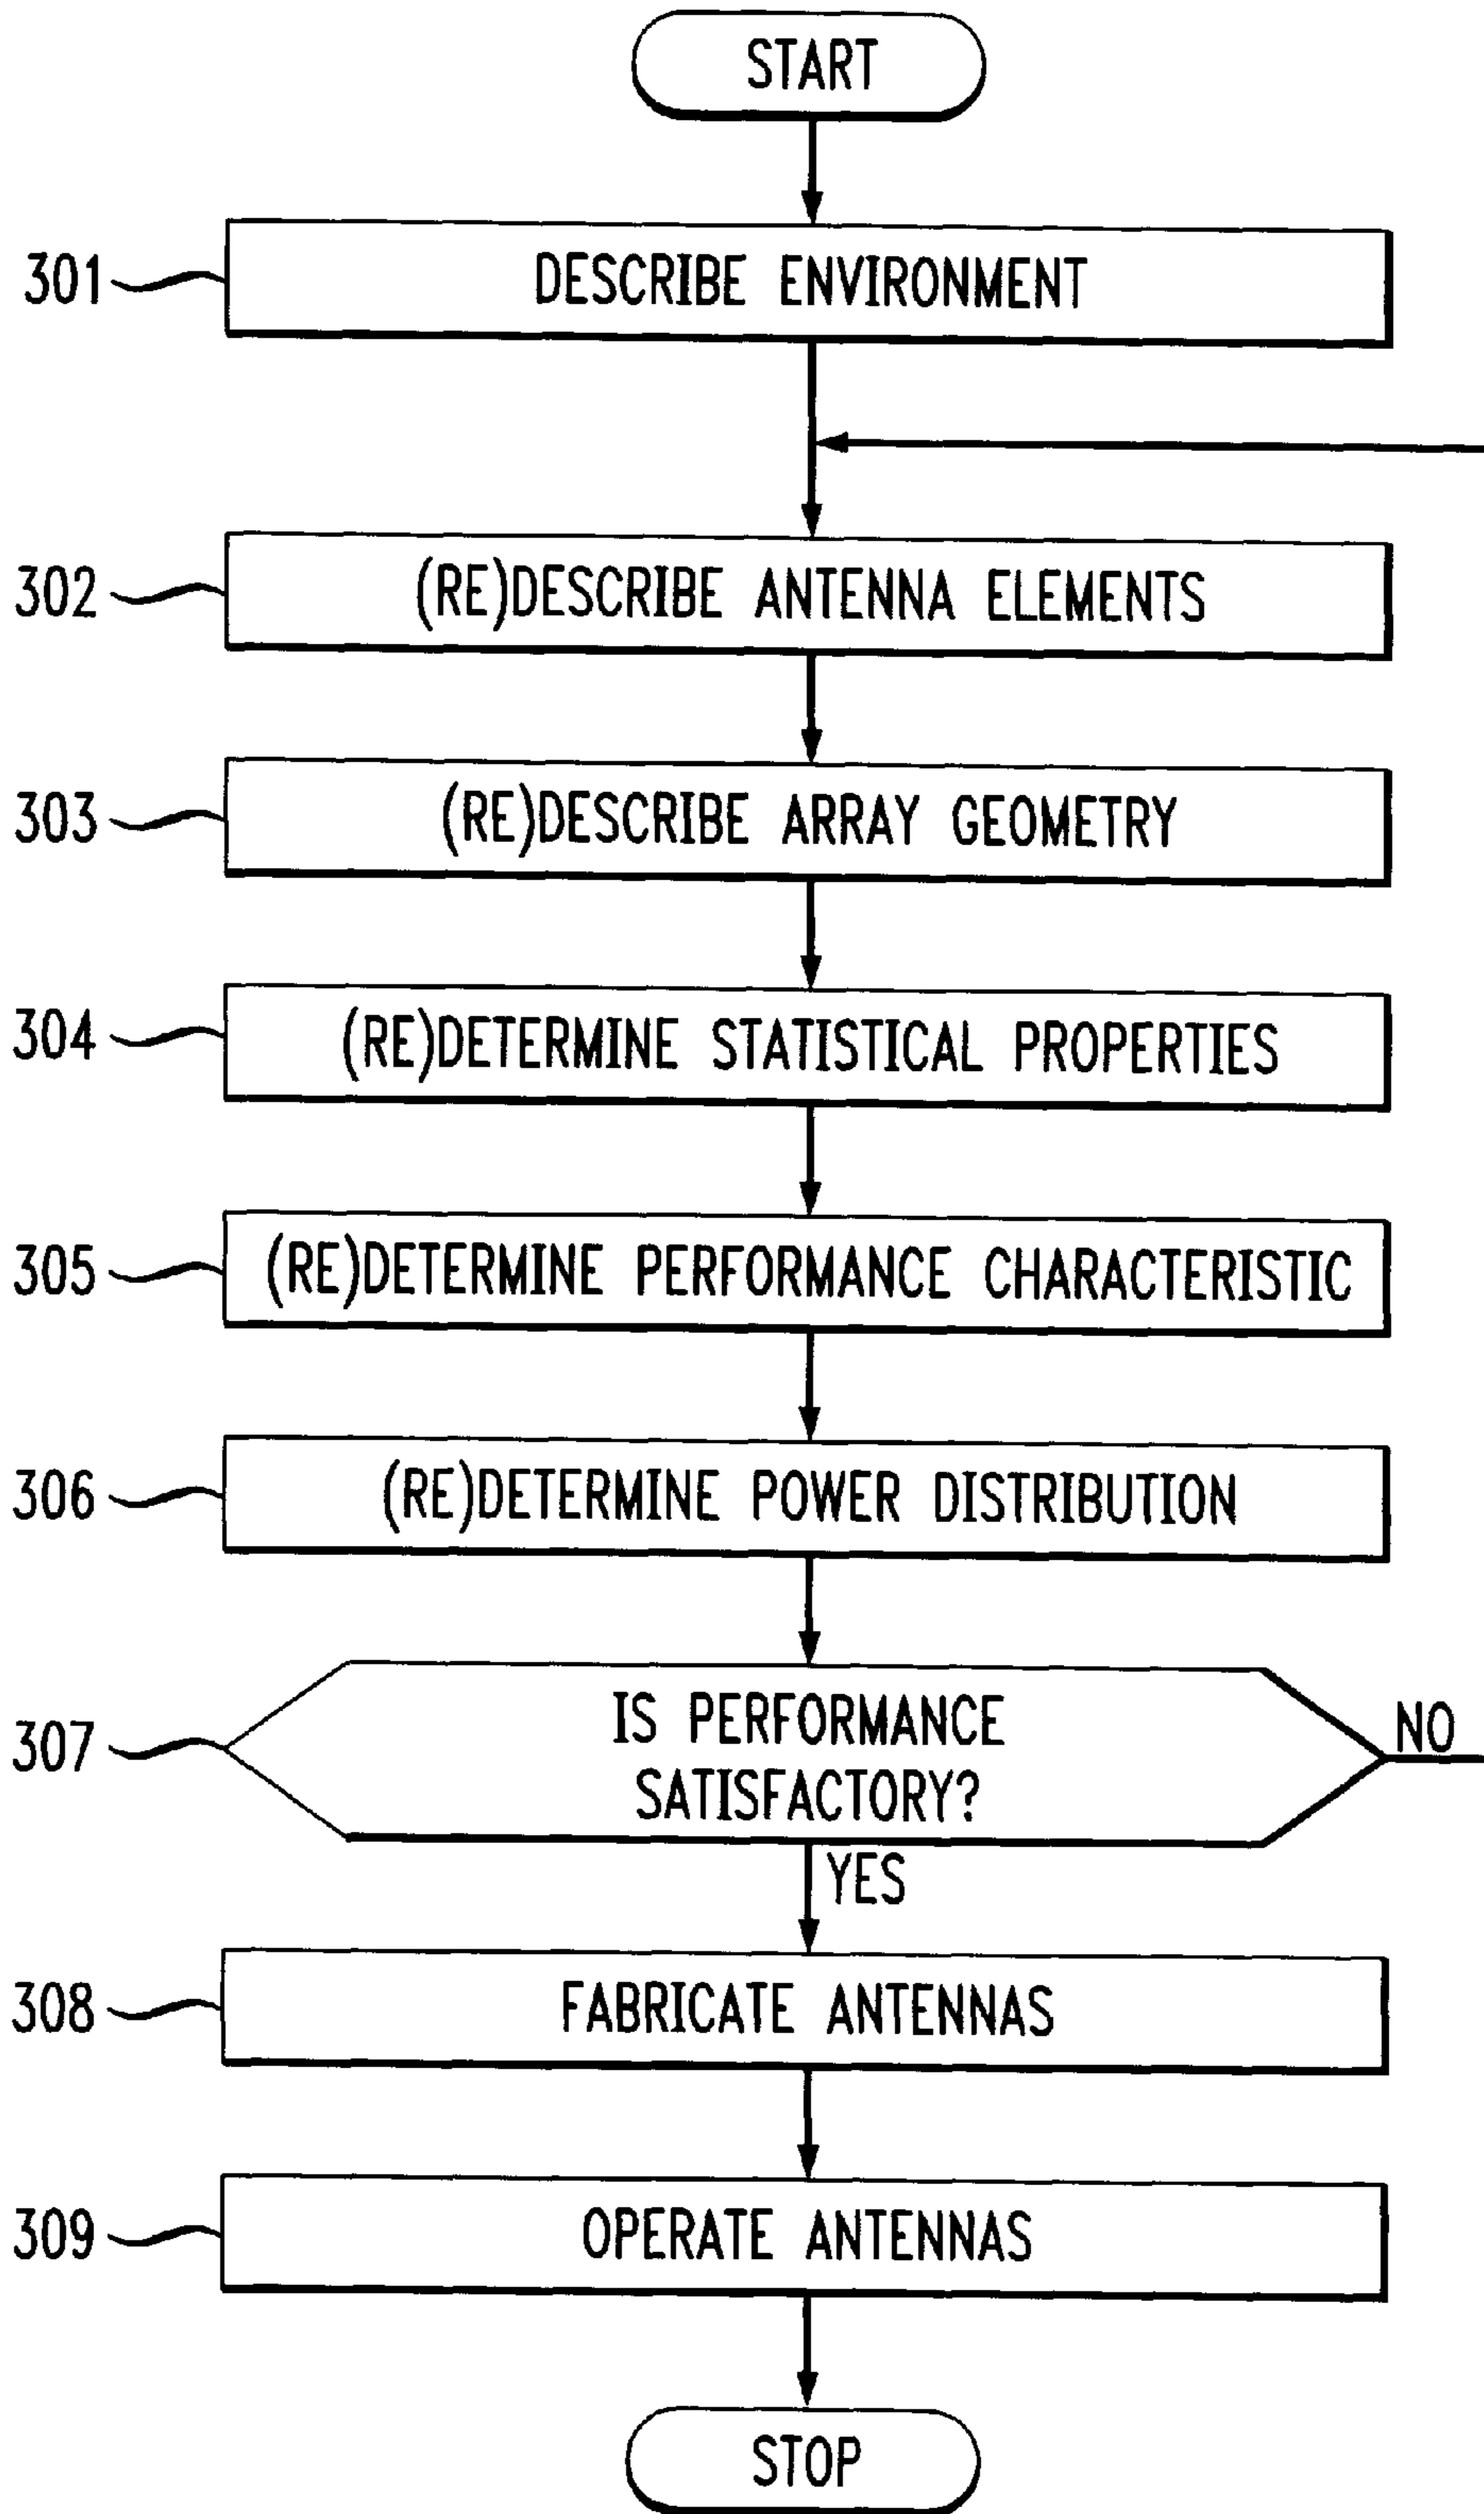 START
301
DESCRIBE ENVIRONMENT
302
(RE)DESCRIBE ANTENNA ELEMENTS
303
(RE)DESCRIBE ARRAY GEOMETRY
304
(RE)DETERMINE STATISTICAL PROPERTIES
305
(RE)DETERMINE PERFORMANCE CHARACTERISTIC
306
(RE)DETERMINE POWER DISTRIBUTION
307
IS PERFORMANCE
SATISFACTORY?
NO
YES
308
FABRICATE ANTENNAS
309
OPERATE ANTENNAS
STOP